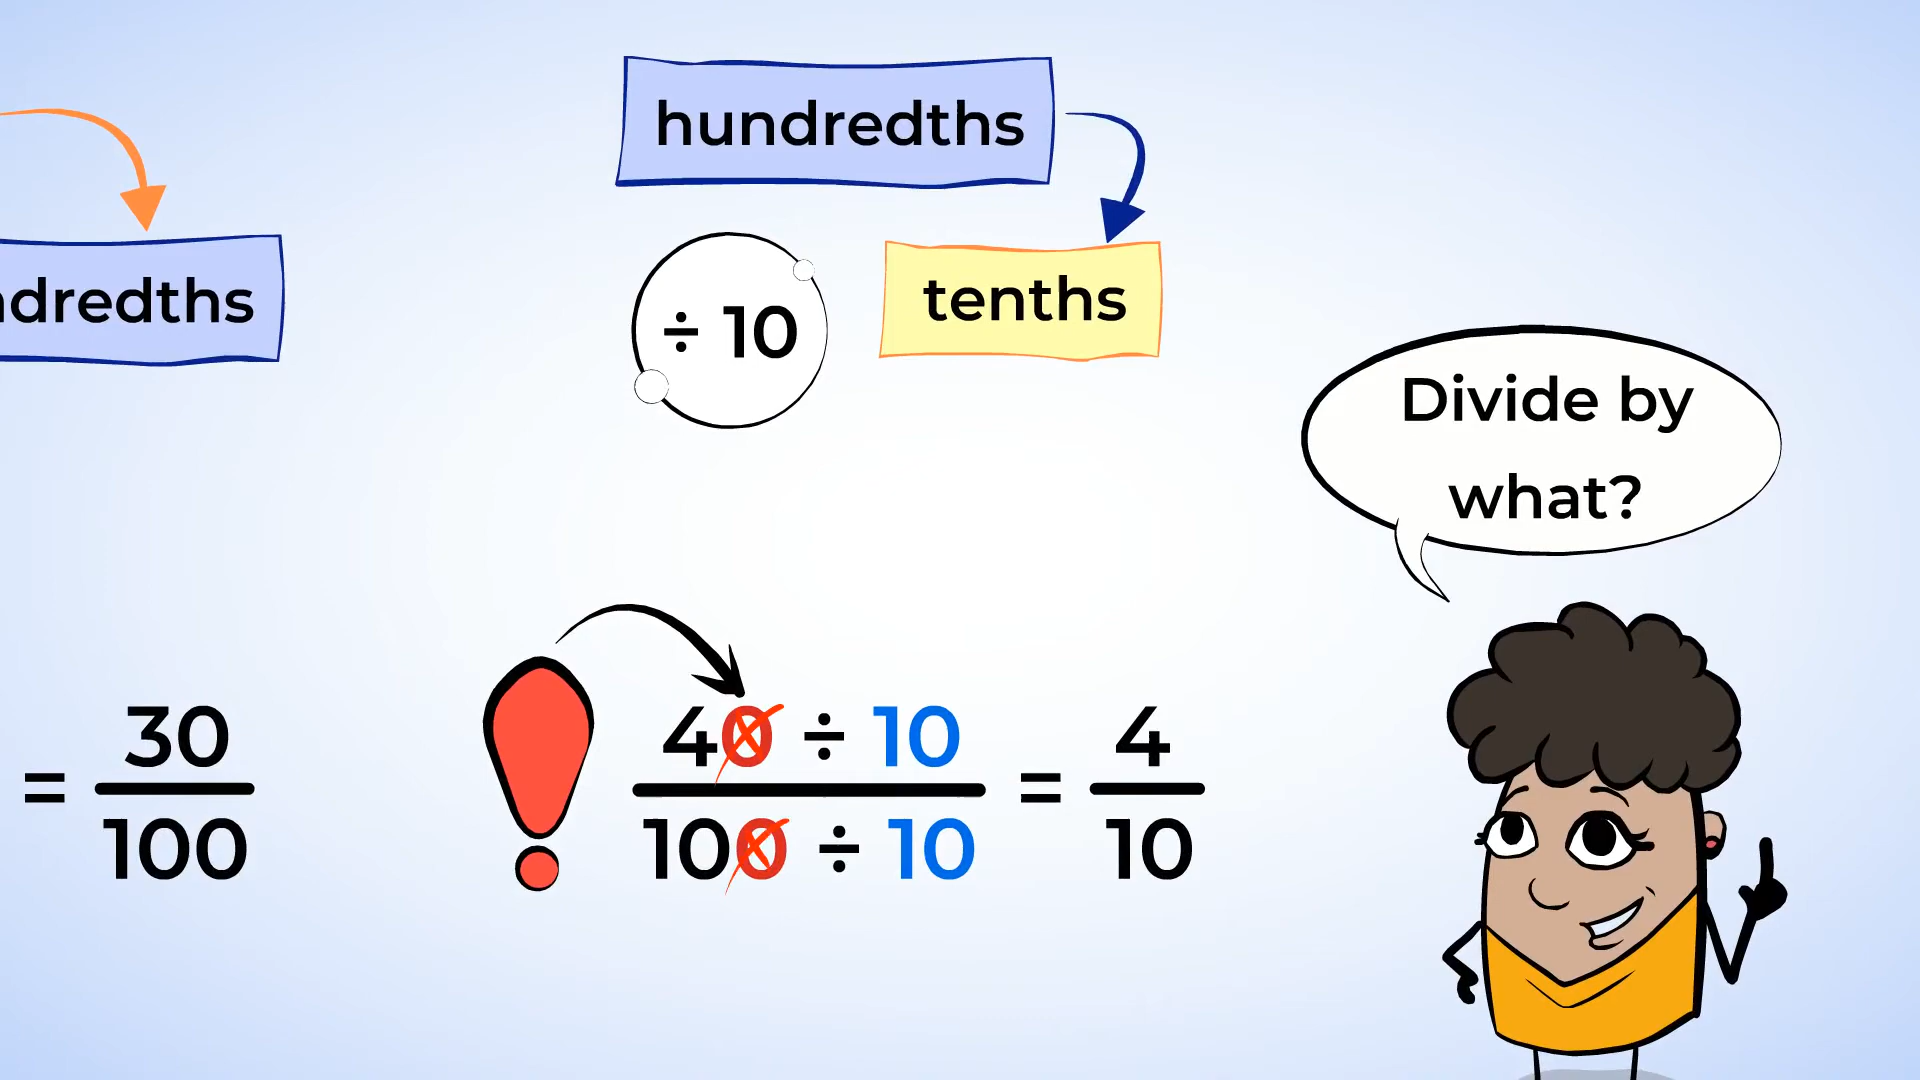 hundredths
ndredths
÷ 10
tenths
Divide by
what?
= 30/100
40 ÷ 10 / 100 ÷ 10 = 4/10